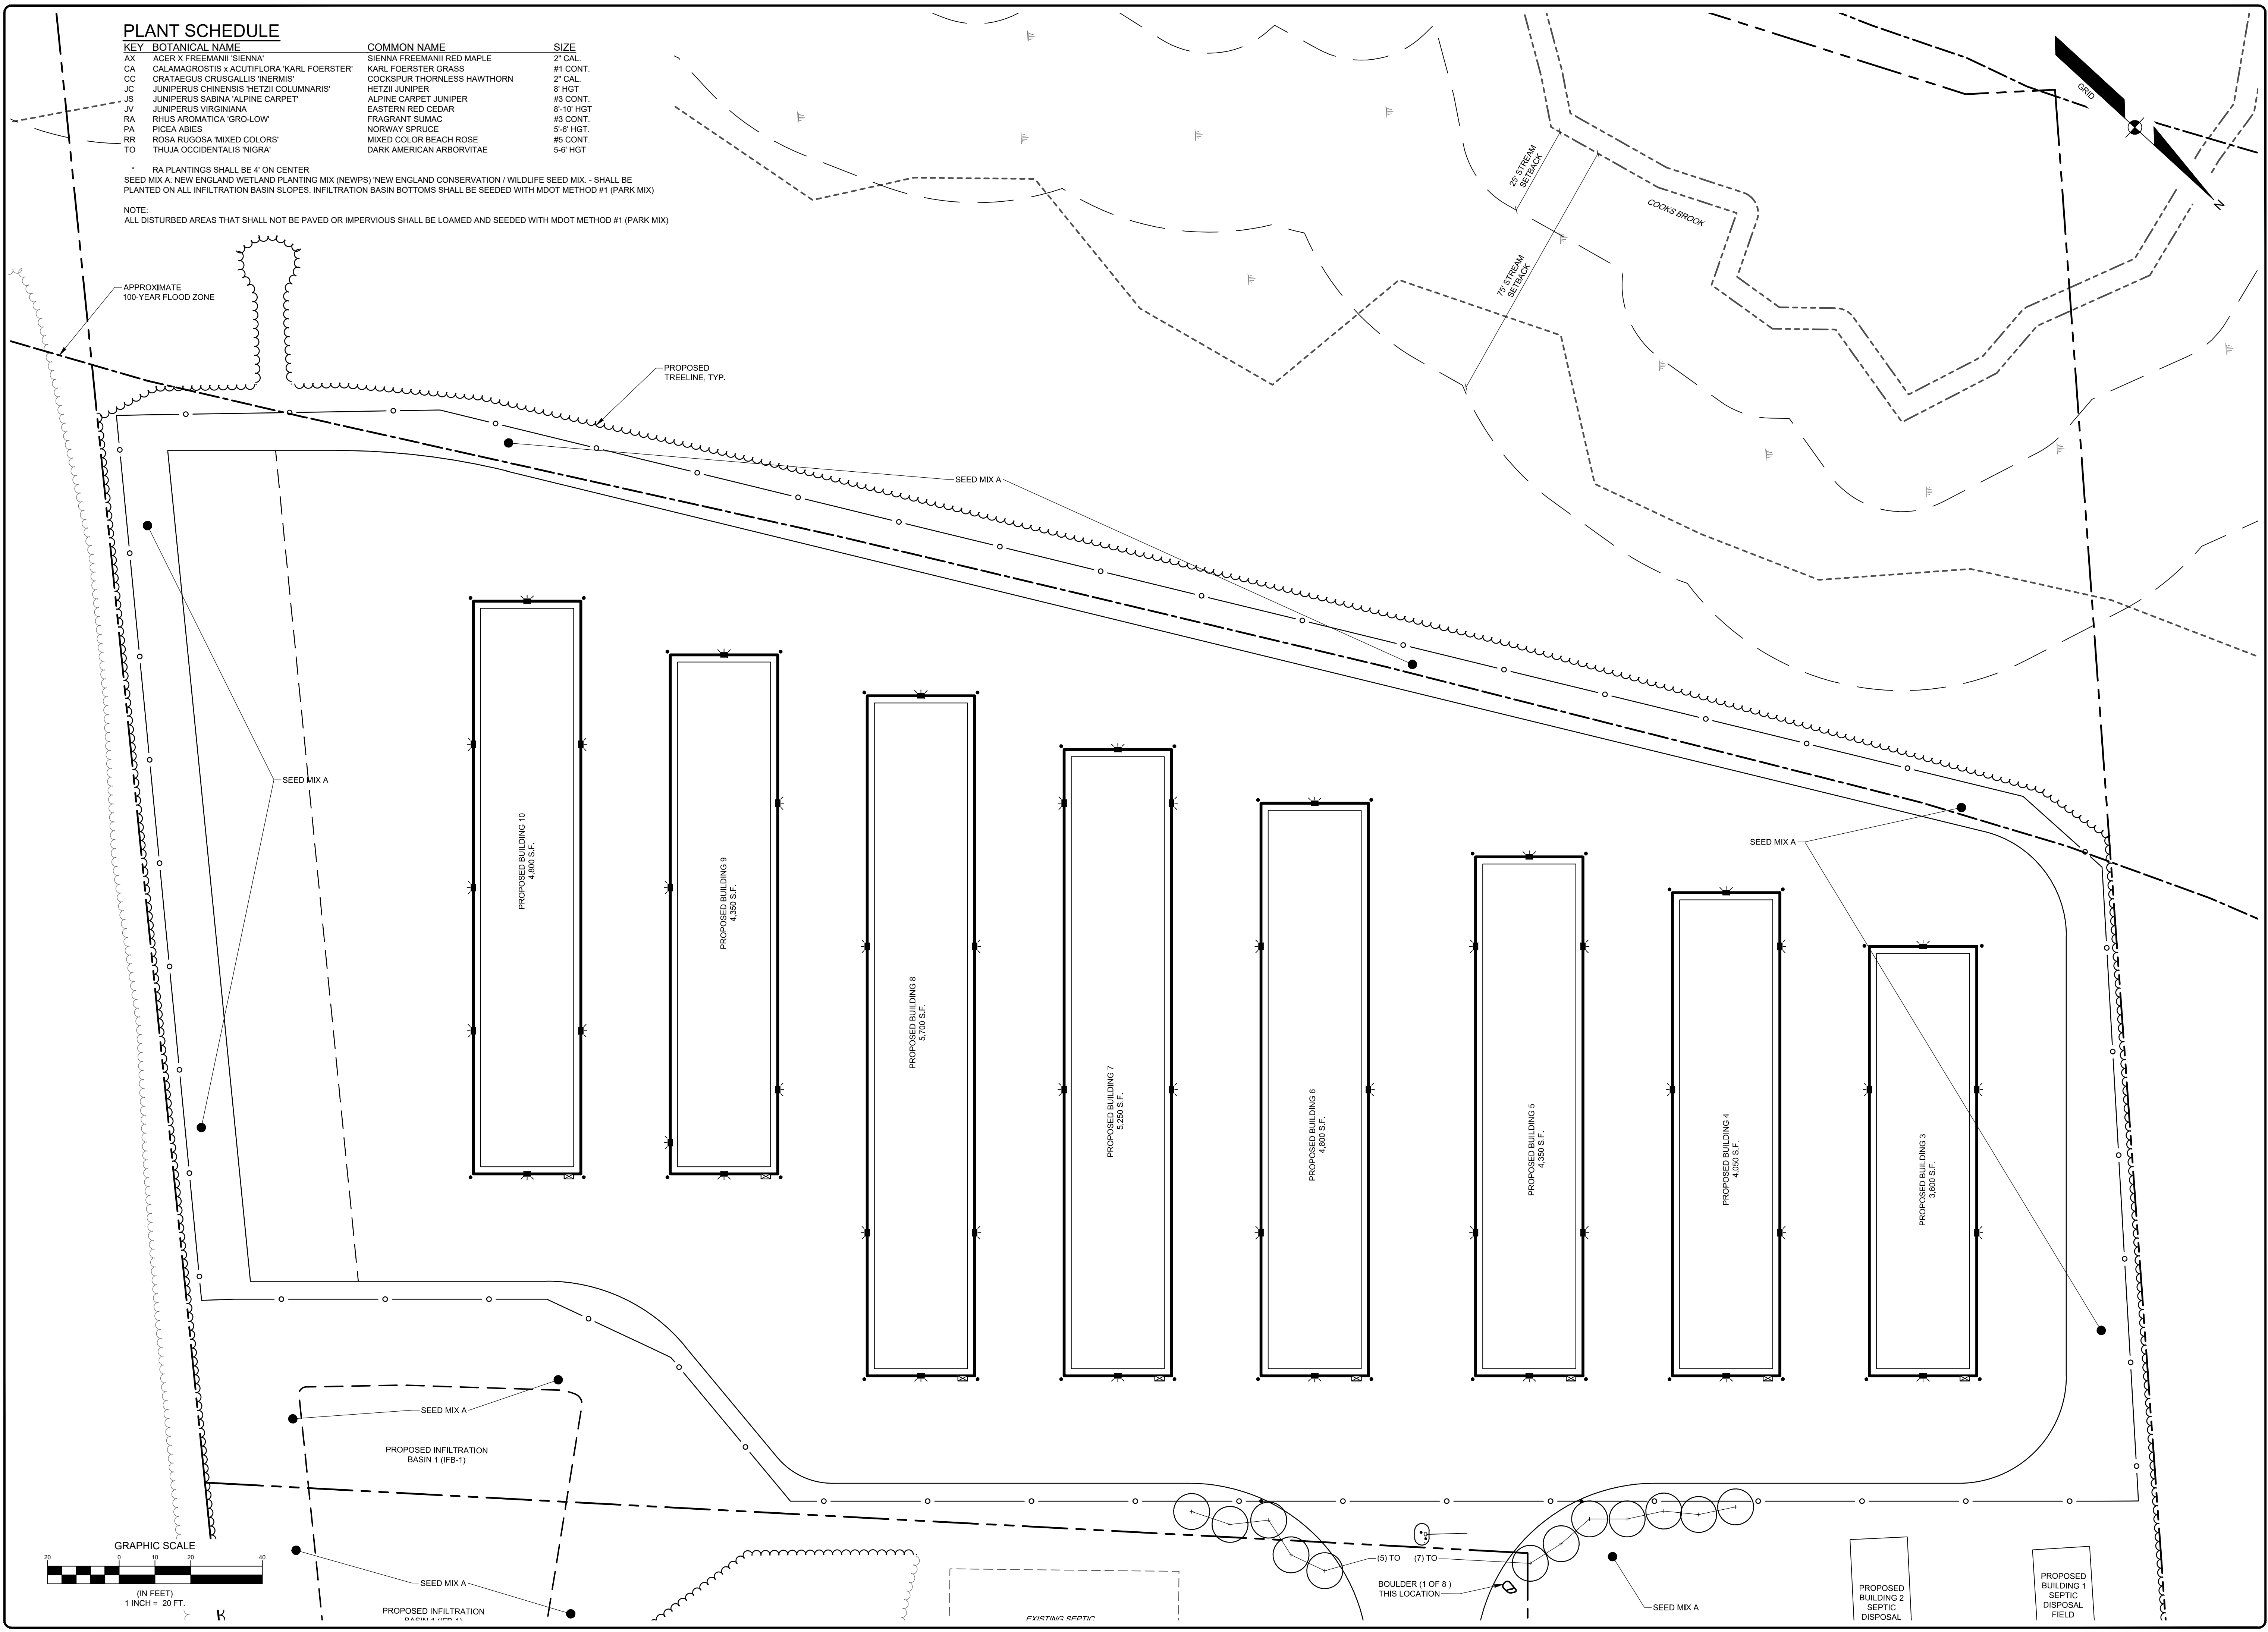 PLANT SCHEDULE
KEY BOTANICAL NAME COMMON NAME SIZE
AX ACER X FREEMANII 'SIENNA' SIENNA FREEMANII RED MAPLE 2" CAL.
CA CALAMAGROSTIS x ACUTIFLORA 'KARL FOERSTER' KARL FOERSTER GRASS #1 CONT.
CC CRATAEGUS CRUSGALLIS 'INERMIS' COCKSPUR THORNLESS HAWTHORN 2" CAL.
JC JUNIPERUS CHINENSIS 'HETZII COLUMNARIS' HETZII JUNIPER 8' HGT
JS JUNIPERUS SABINA 'ALPINE CARPET' ALPINE CARPET JUNIPER #3 CONT.
JV JUNIPERUS VIRGINIANA EASTERN RED CEDAR 8'-10' HGT
RA RHUS AROMATICA 'GRO-LOW' FRAGRANT SUMAC #3 CONT.
PA PICEA ABIES NORWAY SPRUCE 5'-6' HGT.
RR ROSA RUGOSA 'MIXED COLORS' MIXED COLOR BEACH ROSE #5 CONT.
TO THUJA OCCIDENTALIS 'NIGRA' DARK AMERICAN ARBORVITAE 5-6' HGT
* RA PLANTINGS SHALL BE 4' ON CENTER
SEED MIX A: NEW ENGLAND WETLAND PLANTING MIX (NEWPS) 'NEW ENGLAND CONSERVATION / WILDLIFE SEED MIX. - SHALL BE
PLANTED ON ALL INFILTRATION BASIN SLOPES. INFILTRATION BASIN BOTTOMS SHALL BE SEEDED WITH MDOT METHOD #1 (PARK MIX)
NOTE:
ALL DISTURBED AREAS THAT SHALL NOT BE PAVED OR IMPERVIOUS SHALL BE LOAMED AND SEEDED WITH MDOT METHOD #1 (PARK MIX)
GRID
N
25' STREAM
SETBACK
COOKS BROOK
75' STREAM
SETBACK
APPROXIMATE
100-YEAR FLOOD ZONE
PROPOSED
TREELINE, TYP.
SEED MIX A
SEED MIX A
SEED MIX A
PROPOSED BUILDING 10
4,800 S.F.
PROPOSED BUILDING 9
4,350 S.F.
PROPOSED BUILDING 8
5,700 S.F.
PROPOSED BUILDING 7
5,250 S.F.
PROPOSED BUILDING 6
4,800 S.F.
PROPOSED BUILDING 5
4,350 S.F.
PROPOSED BUILDING 4
4,050 S.F.
PROPOSED BUILDING 3
3,600 S.F.
SEED MIX A
PROPOSED INFILTRATION
BASIN 1 (IFB-1)
GRAPHIC SCALE
20 0 10 20 40
(IN FEET)
1 INCH = 20 FT.
SEED MIX A
PROPOSED INFILTRATION
BASIN 1 (IFB-1)
EXISTING SEPTIC
(5) TO (7) TO
BOULDER (1 OF 8 )
THIS LOCATION
SEED MIX A
PROPOSED
BUILDING 2
SEPTIC
DISPOSAL
PROPOSED
BUILDING 1
SEPTIC
DISPOSAL
FIELD